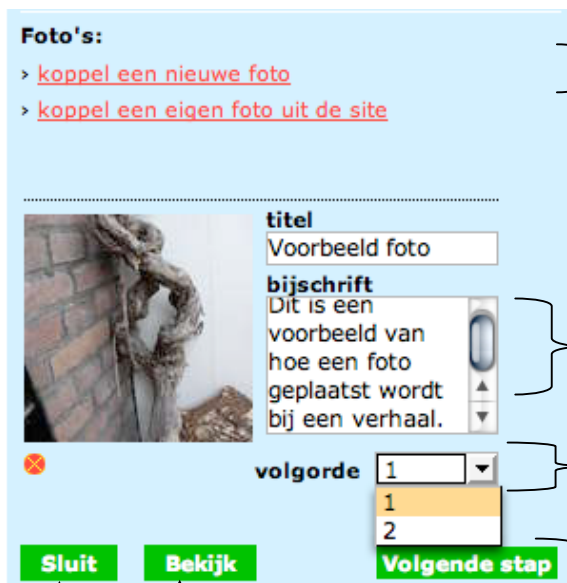 Foto's:
› koppel een nieuwe foto
› koppel een eigen foto uit de site
titel
Voorbeeld foto
bijschrift
Dit is een
voorbeeld van
hoe een foto
geplaatst wordt
bij een verhaal.
volgorde 1
1
2
Sluit Bekijk Volgende stap